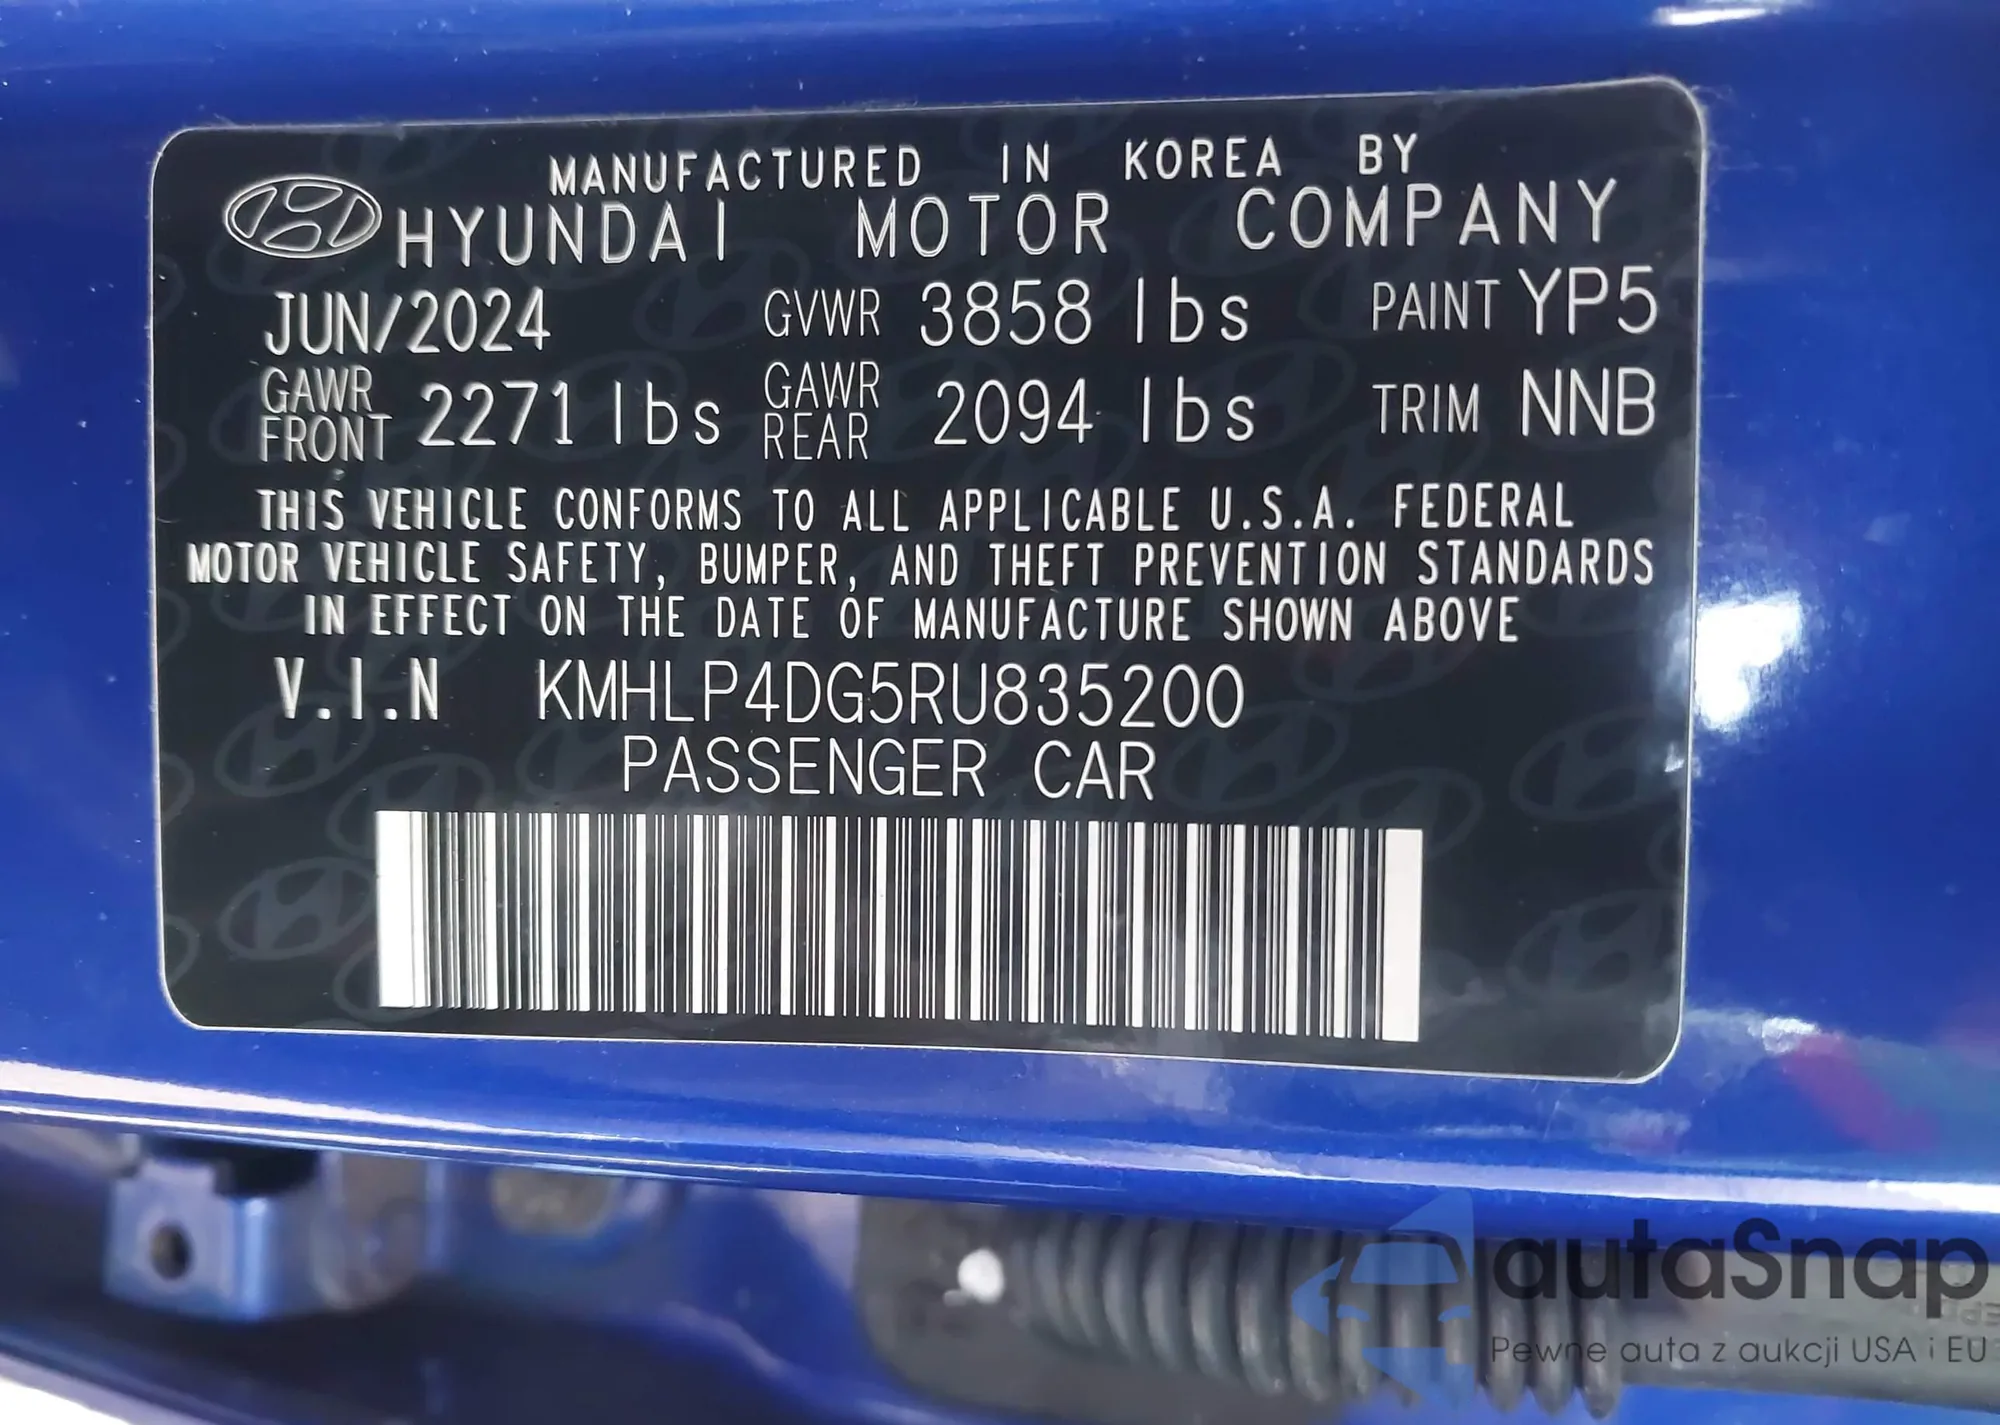 MANUFACTURED IN KOREA BY
HYUNDAI MOTOR COMPANY
JUN/2024 GVWR 3858 lbs PAINT YP5
GAWR FRONT 2271 lbs GAWR REAR 2094 lbs TRIM NNB
THIS VEHICLE CONFORMS TO ALL APPLICABLE U.S.A. FEDERAL
MOTOR VEHICLE SAFETY, BUMPER, AND THEFT PREVENTION STANDARDS
IN EFFECT ON THE DATE OF MANUFACTURE SHOWN ABOVE
V.I.N KMHLP4DG5RU835200
PASSENGER CAR
autaSnap
Pewne auta z aukcji USA i EU